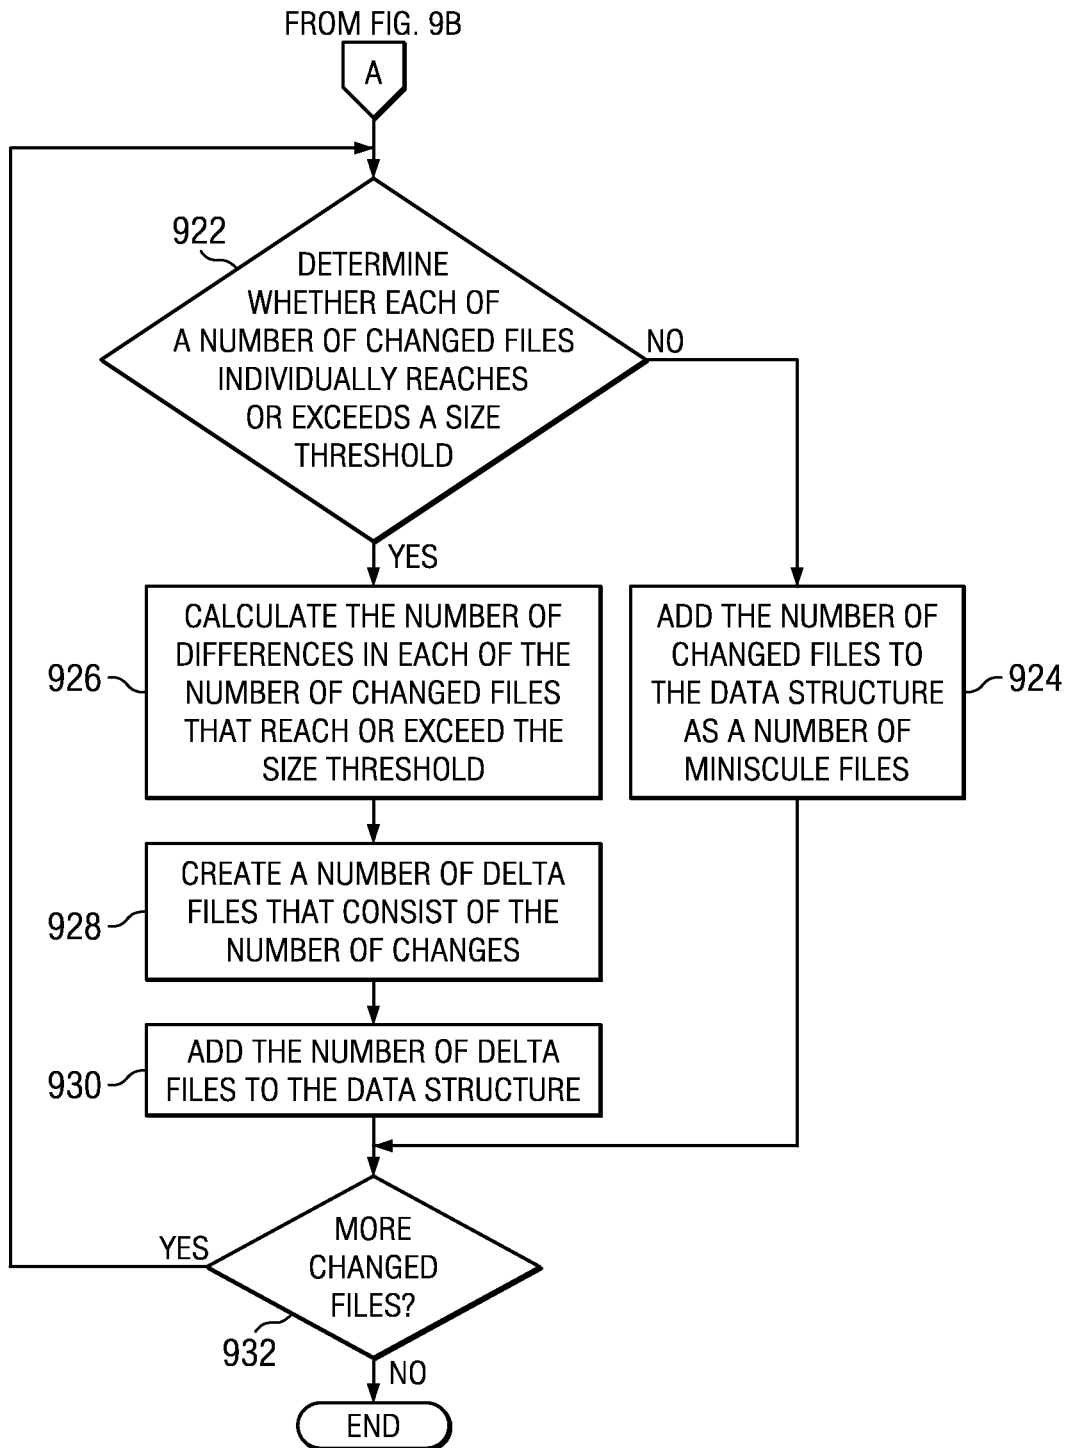 FROM FIG. 9B
A
922
DETERMINE
WHETHER EACH OF
A NUMBER OF CHANGED FILES
INDIVIDUALLY REACHES
OR EXCEEDS A SIZE
THRESHOLD
NO
YES
926
CALCULATE THE NUMBER OF
DIFFERENCES IN EACH OF THE
NUMBER OF CHANGED FILES
THAT REACH OR EXCEED THE
SIZE THRESHOLD
ADD THE NUMBER OF
CHANGED FILES TO
THE DATA STRUCTURE
AS A NUMBER OF
MINISCULE FILES
924
928
CREATE A NUMBER OF DELTA
FILES THAT CONSIST OF THE
NUMBER OF CHANGES
930
ADD THE NUMBER OF DELTA
FILES TO THE DATA STRUCTURE
YES
MORE
CHANGED
FILES?
932
NO
END